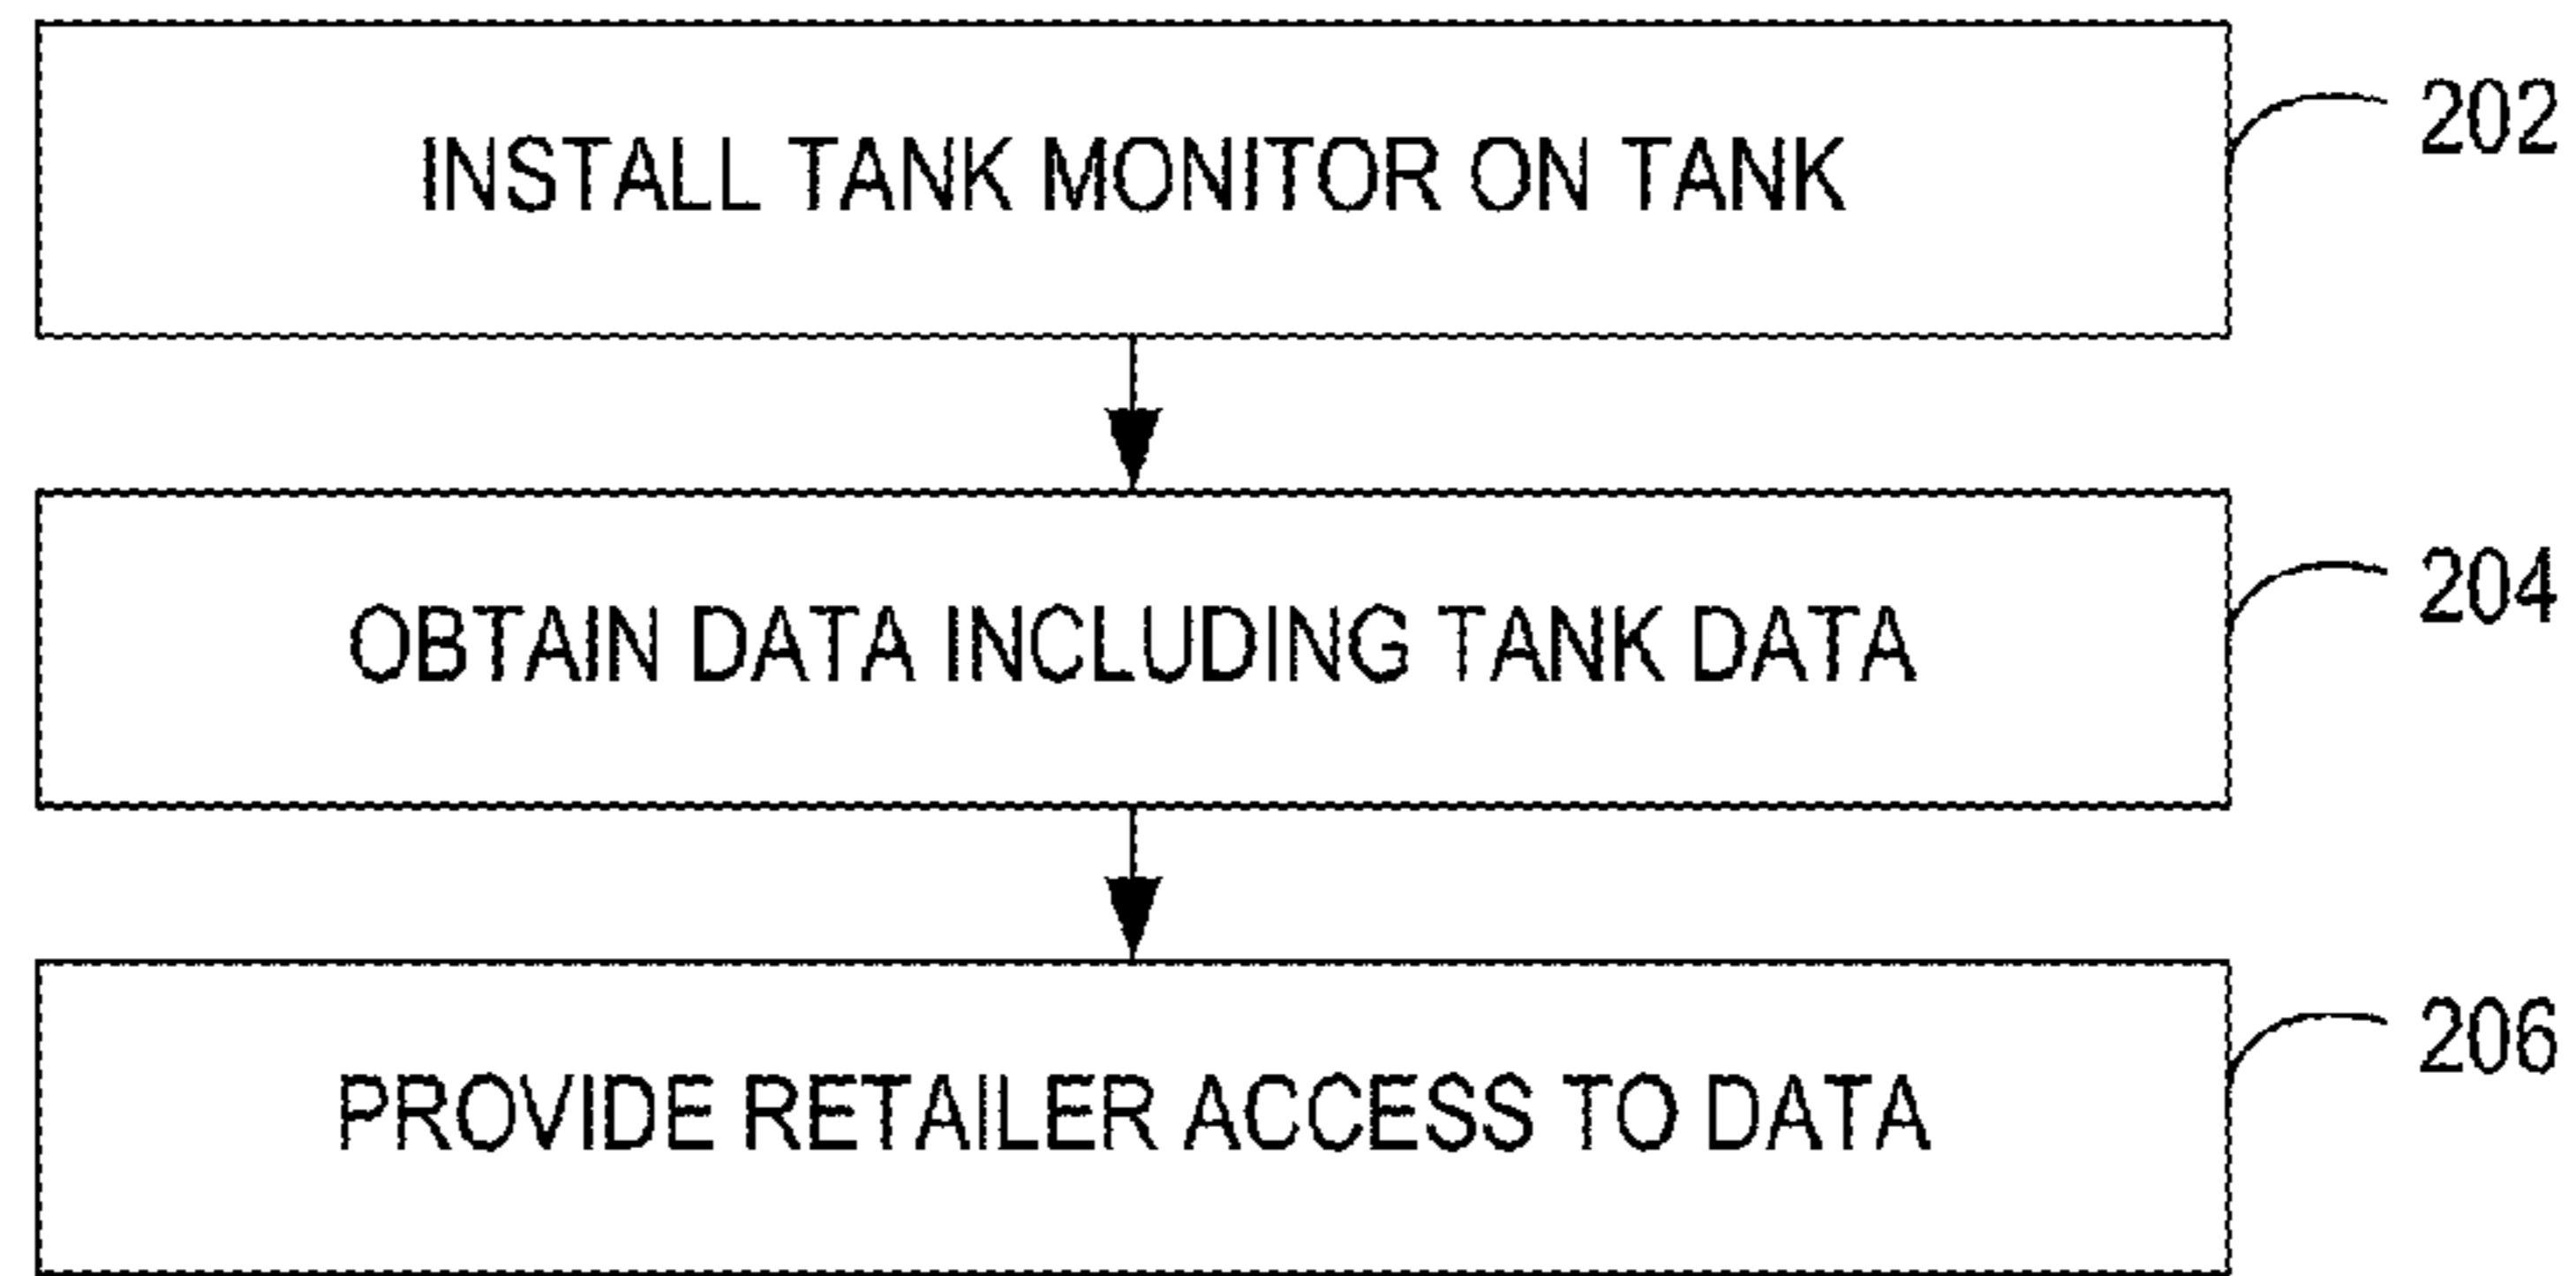 INSTALL TANK MONITOR ON TANK
202
OBTAIN DATA INCLUDING TANK DATA
204
PROVIDE RETAILER ACCESS TO DATA
206